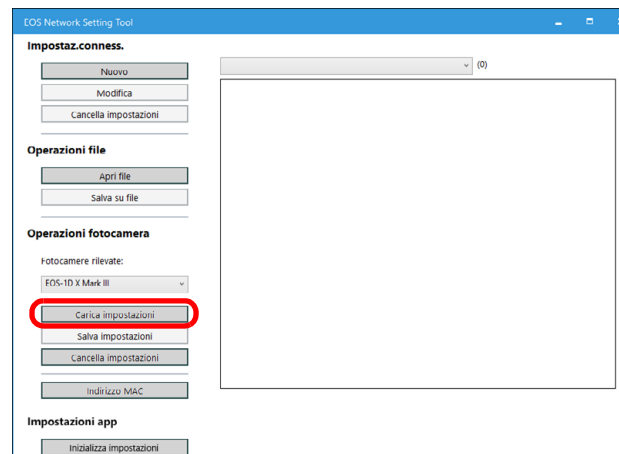 EOS Network Setting Tool
Impostaz.conness.
Nuovo
(0)
Modifica
Cancella impostazioni
Operazioni file
Apri file
Salva su file
Operazioni fotocamera
Fotocamere rilevate:
EOS-1D X Mark III
Carica impostazioni
Salva impostazioni
Cancella impostazioni
Indirizzo MAC
Impostazioni app
Inizializza impostazioni